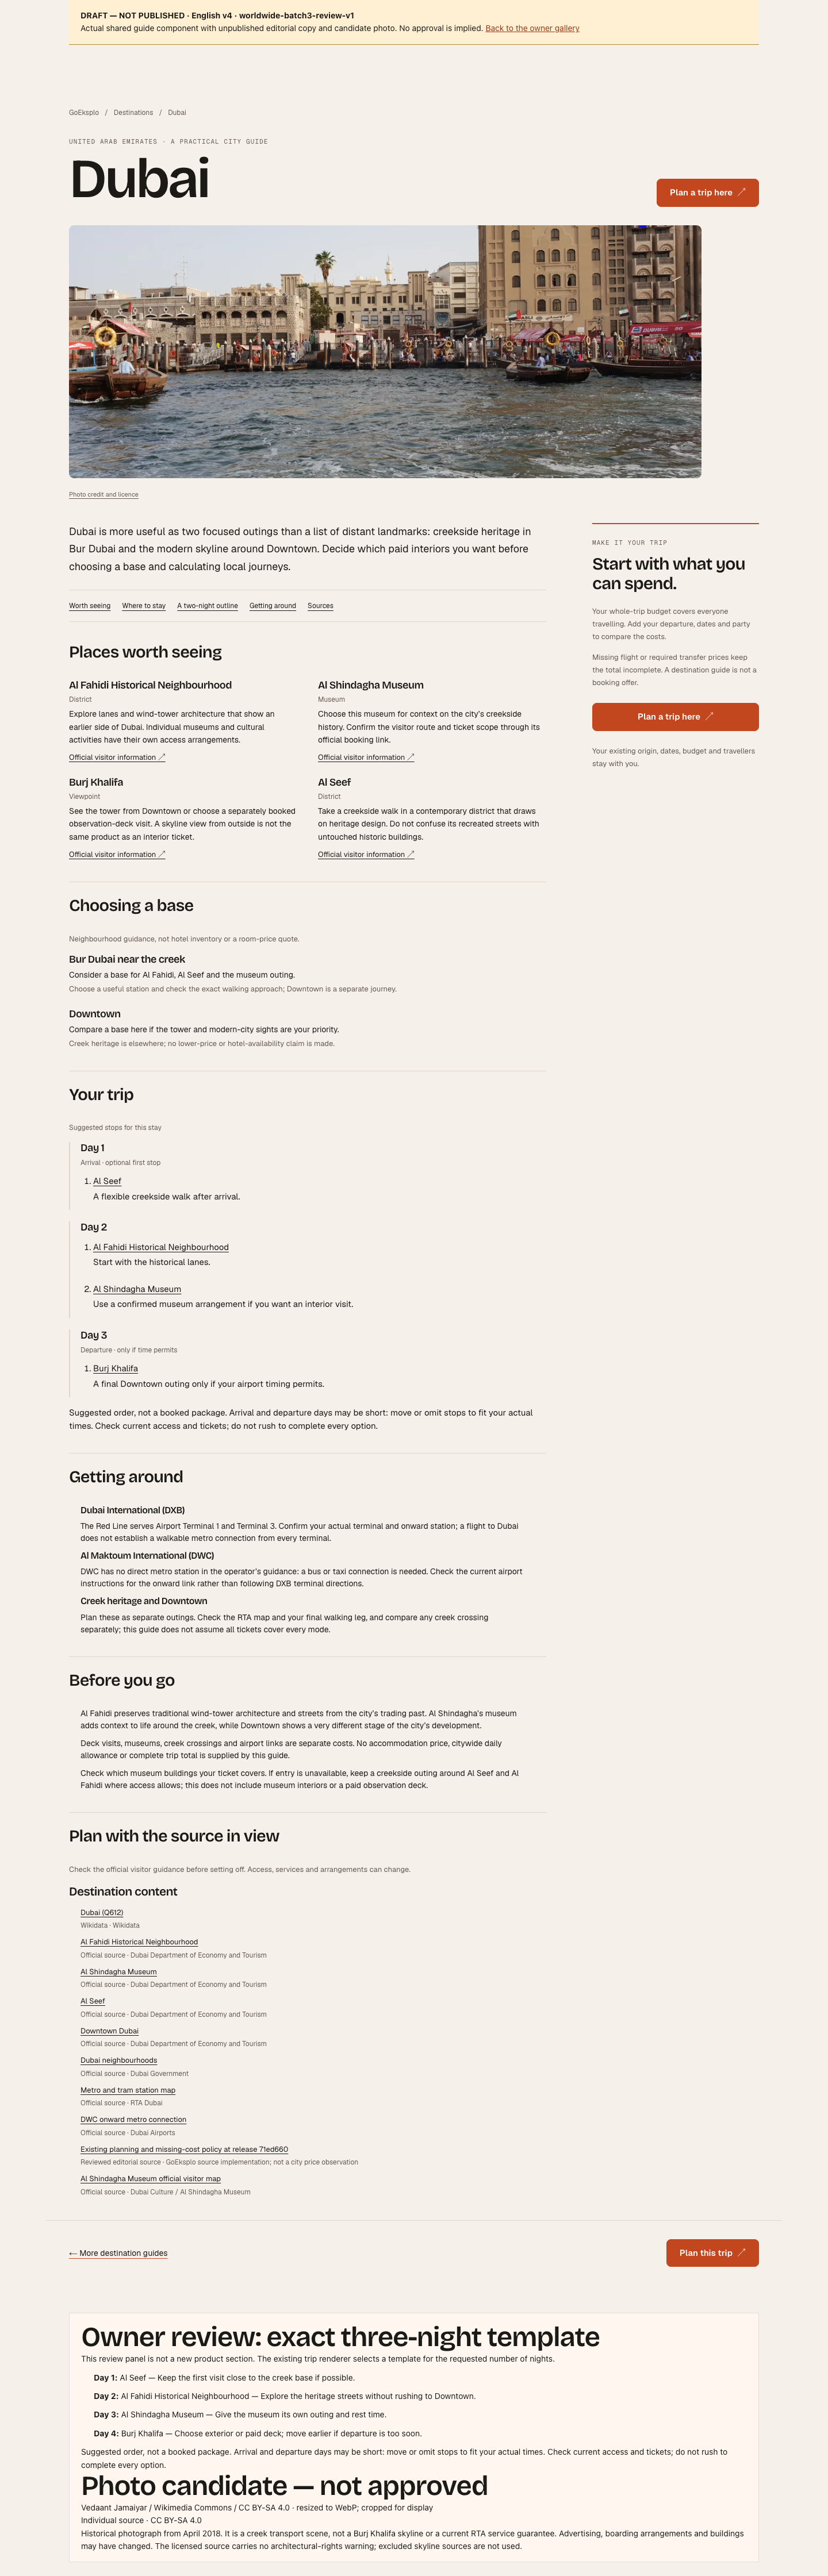 DRAFT — NOT PUBLISHED · English v4 · worldwide-batch3-review-v1
Actual shared guide component with unpublished editorial copy and candidate photo. No approval is implied. Back to the owner gallery
GoEksplo / Destinations / Dubai
UNITED ARAB EMIRATES · A PRACTICAL CITY GUIDE
Dubai
Plan a trip here ↗
Photo credit and licence
Dubai is more useful as two focused outings than a list of distant landmarks: creekside heritage in
Bur Dubai and the modern skyline around Downtown. Decide which paid interiors you want before
choosing a base and calculating local journeys.
Worth seeing Where to stay A two-night outline Getting around Sources
MAKE IT YOUR TRIP
Start with what you
can spend.
Your whole-trip budget covers everyone
travelling. Add your departure, dates and party
to compare the costs.
Missing flight or required transfer prices keep
the total incomplete. A destination guide is not a
booking offer.
Plan a trip here ↗
Your existing origin, dates, budget and travellers
stay with you.
Places worth seeing
Al Fahidi Historical Neighbourhood
District
Explore lanes and wind-tower architecture that show an
earlier side of Dubai. Individual museums and cultural
activities have their own access arrangements.
Official visitor information ↗
Al Shindagha Museum
Museum
Choose this museum for context on the city's creekside
history. Confirm the visitor route and ticket scope through its
official booking link.
Official visitor information ↗
Burj Khalifa
Viewpoint
See the tower from Downtown or choose a separately booked
observation-deck visit. A skyline view from outside is not the
same product as an interior ticket.
Official visitor information ↗
Al Seef
District
Take a creekside walk in a contemporary district that draws
on heritage design. Do not confuse its recreated streets with
untouched historic buildings.
Official visitor information ↗
Choosing a base
Neighbourhood guidance, not hotel inventory or a room-price quote.
Bur Dubai near the creek
Consider a base for Al Fahidi, Al Seef and the museum outing.
Choose a useful station and check the exact walking approach; Downtown is a separate journey.
Downtown
Compare a base here if the tower and modern-city sights are your priority.
Creek heritage is elsewhere; no lower-price or hotel-availability claim is made.
Your trip
Suggested stops for this stay
Day 1
Arrival · optional first stop
1. Al Seef
A flexible creekside walk after arrival.
Day 2
1. Al Fahidi Historical Neighbourhood
Start with the historical lanes.
2. Al Shindagha Museum
Use a confirmed museum arrangement if you want an interior visit.
Day 3
Departure · only if time permits
1. Burj Khalifa
A final Downtown outing only if your airport timing permits.
Suggested order, not a booked package. Arrival and departure days may be short: move or omit stops to fit your actual
times. Check current access and tickets; do not rush to complete every option.
Getting around
Dubai International (DXB)
The Red Line serves Airport Terminal 1 and Terminal 3. Confirm your actual terminal and onward station; a flight to Dubai
does not establish a walkable metro connection from every terminal.
Al Maktoum International (DWC)
DWC has no direct metro station in the operator's guidance: a bus or taxi connection is needed. Check the current airport
instructions for the onward link rather than following DXB terminal directions.
Creek heritage and Downtown
Plan these as separate outings. Check the RTA map and your final walking leg, and compare any creek crossing
separately; this guide does not assume all tickets cover every mode.
Before you go
Al Fahidi preserves traditional wind-tower architecture and streets from the city's trading past. Al Shindagha's museum
adds context to life around the creek, while Downtown shows a very different stage of the city's development.
Deck visits, museums, creek crossings and airport links are separate costs. No accommodation price, citywide daily
allowance or complete trip total is supplied by this guide.
Check which museum buildings your ticket covers. If entry is unavailable, keep a creekside outing around Al Seef and Al
Fahidi where access allows; this does not include museum interiors or a paid observation deck.
Plan with the source in view
Check the official visitor guidance before setting off. Access, services and arrangements can change.
Destination content
Dubai (Q612)
Wikidata · Wikidata
Al Fahidi Historical Neighbourhood
Official source · Dubai Department of Economy and Tourism
Al Shindagha Museum
Official source · Dubai Department of Economy and Tourism
Al Seef
Official source · Dubai Department of Economy and Tourism
Downtown Dubai
Official source · Dubai Department of Economy and Tourism
Dubai neighbourhoods
Official source · Dubai Government
Metro and tram station map
Official source · RTA Dubai
DWC onward metro connection
Official source · Dubai Airports
Existing planning and missing-cost policy at release 71ed660
Reviewed editorial source · GoEksplo source implementation; not a city price observation
Al Shindagha Museum official visitor map
Official source · Dubai Culture / Al Shindagha Museum
← More destination guides
Plan this trip ↗
Owner review: exact three-night template
This review panel is not a new product section. The existing trip renderer selects a template for the requested number of nights.
Day 1: Al Seef — Keep the first visit close to the creek base if possible.
Day 2: Al Fahidi Historical Neighbourhood — Explore the heritage streets without rushing to Downtown.
Day 3: Al Shindagha Museum — Give the museum its own outing and rest time.
Day 4: Burj Khalifa — Choose exterior or paid deck; move earlier if departure is too soon.
Suggested order, not a booked package. Arrival and departure days may be short: move or omit stops to fit your actual times. Check current access and tickets; do not rush to
complete every option.
Photo candidate — not approved
Vedaant Jamaiyar / Wikimedia Commons / CC BY-SA 4.0 · resized to WebP; cropped for display
Individual source · CC BY-SA 4.0
Historical photograph from April 2018. It is a creek transport scene, not a Burj Khalifa skyline or a current RTA service guarantee. Advertising, boarding arrangements and buildings
may have changed. The licensed source carries no architectural-rights warning; excluded skyline sources are not used.